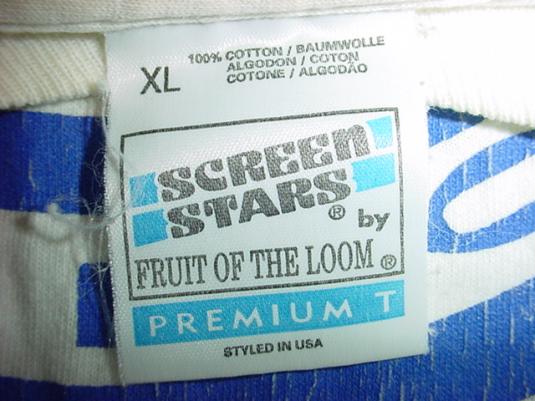 XL
100% COTTON / BAUMWOLLE
ALGODON / COTON
COTONE / ALGODÃO
SCREEN
STARS® by
FRUIT OF THE LOOM®
PREMIUM T
STYLED IN USA